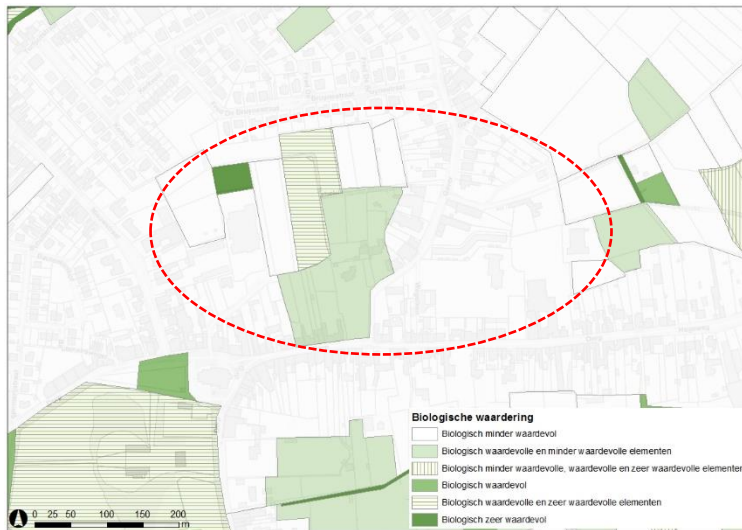 Biologische waardering
Biologisch minder waardevol
Biologisch waardevolle en minder waardevolle elementen
Biologisch minder waardevolle, waardevolle en zeer waardevolle elementen
Biologisch waardevol
Biologisch waardevolle en zeer waardevolle elementen
Biologisch zeer waardevol
0 25 50 100 150 200
m